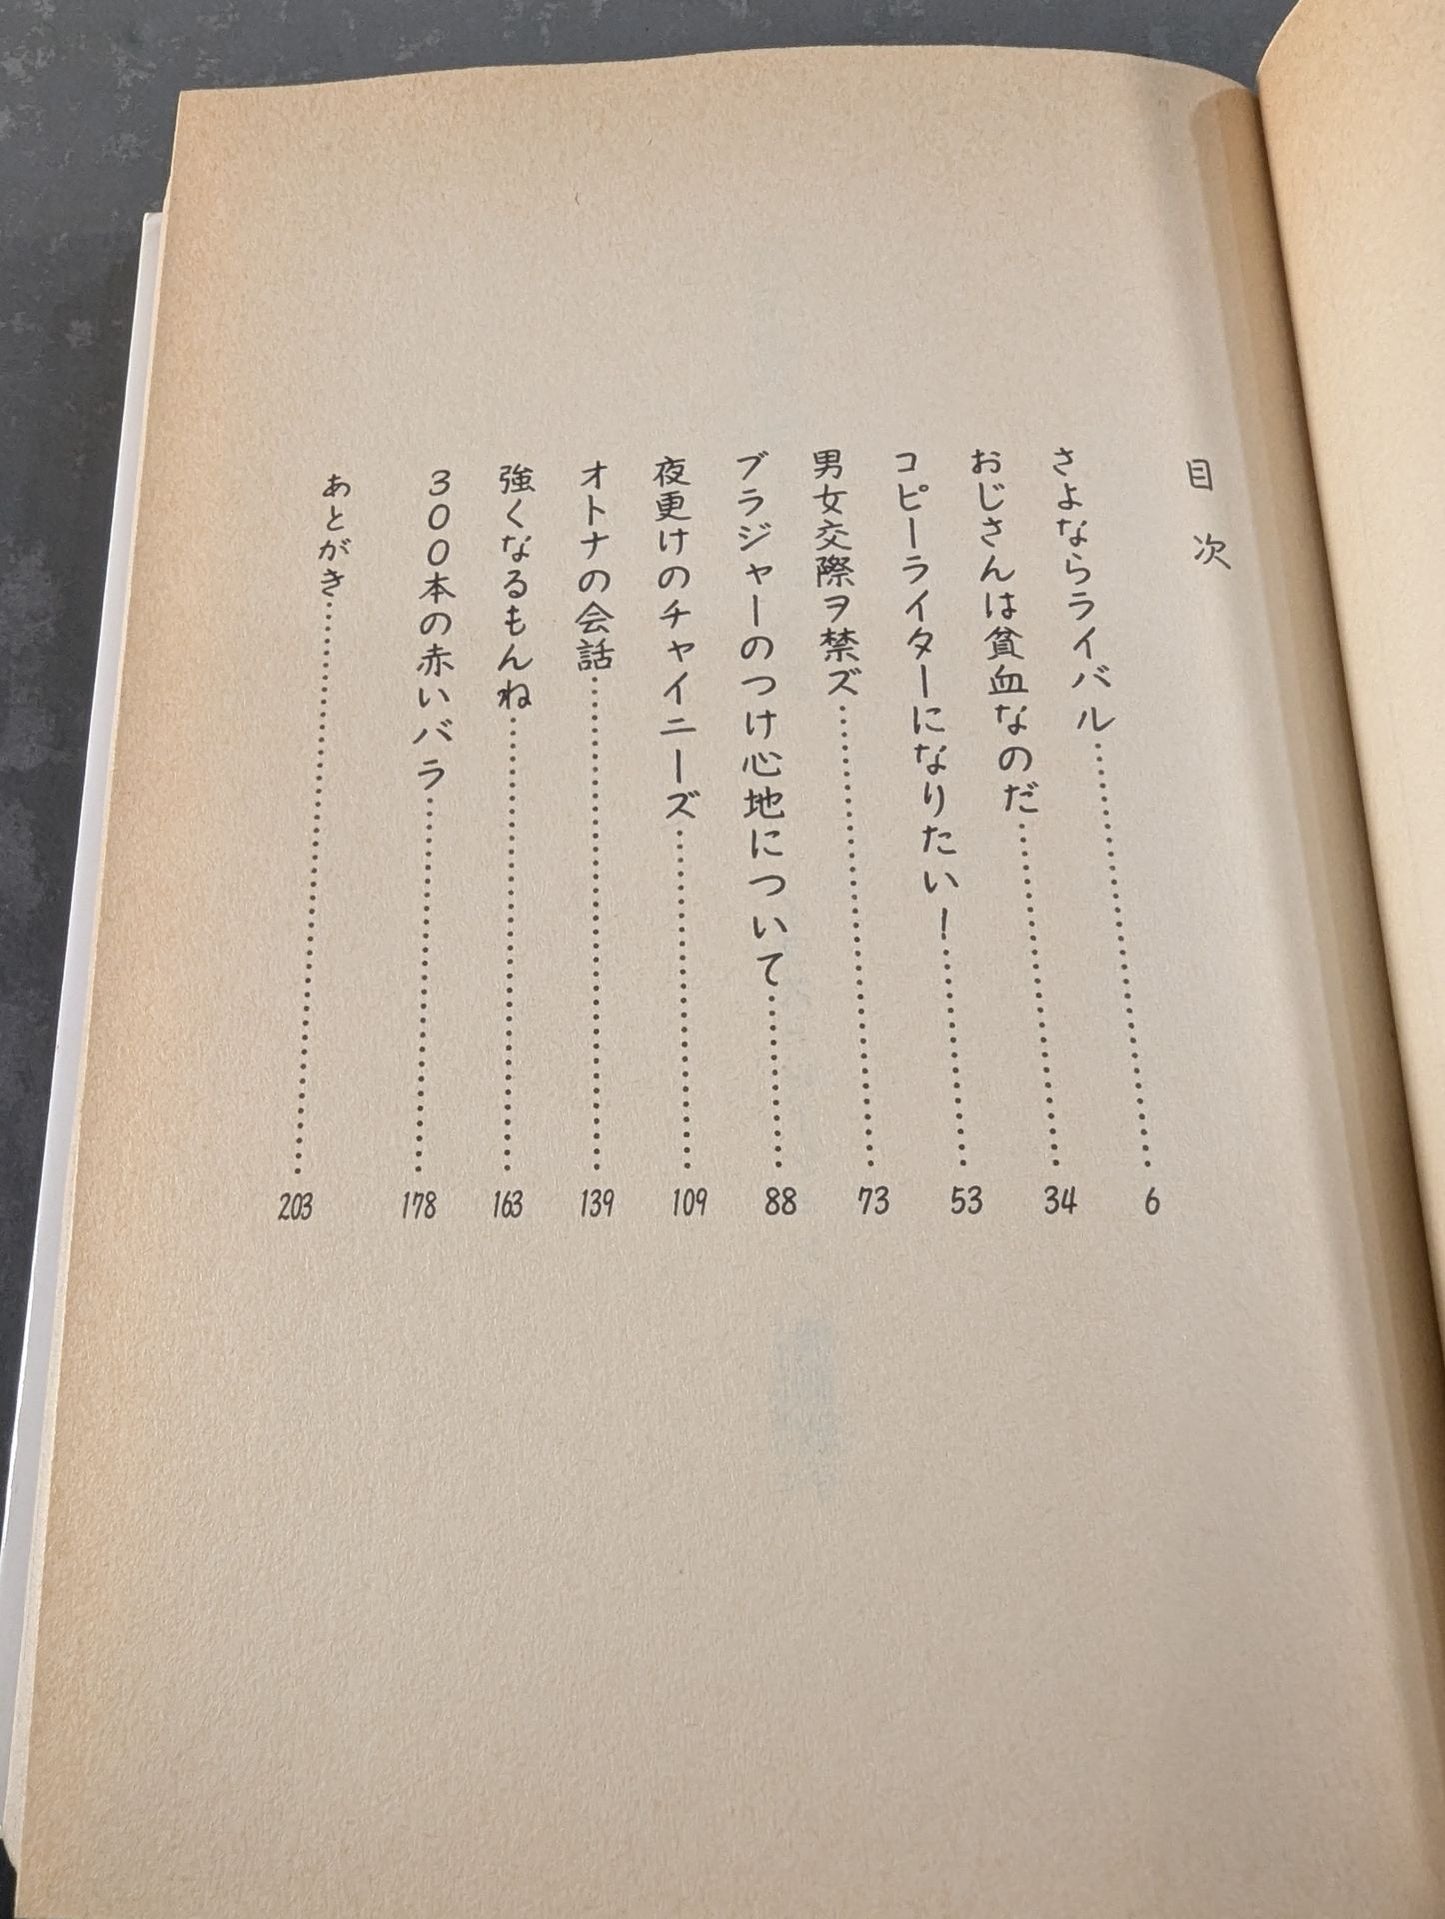 目次
さよならライバル……6
おじさんは貧血なのだ……34
コピーライターになりたい！……53
男女交際ヲ禁ズ……73
ブラジャーのつけ心地について……88
夜更けのチャイニーズ……109
オトナの会話……139
強くなるもんね……163
300本の赤いバラ……178
あとがき……203